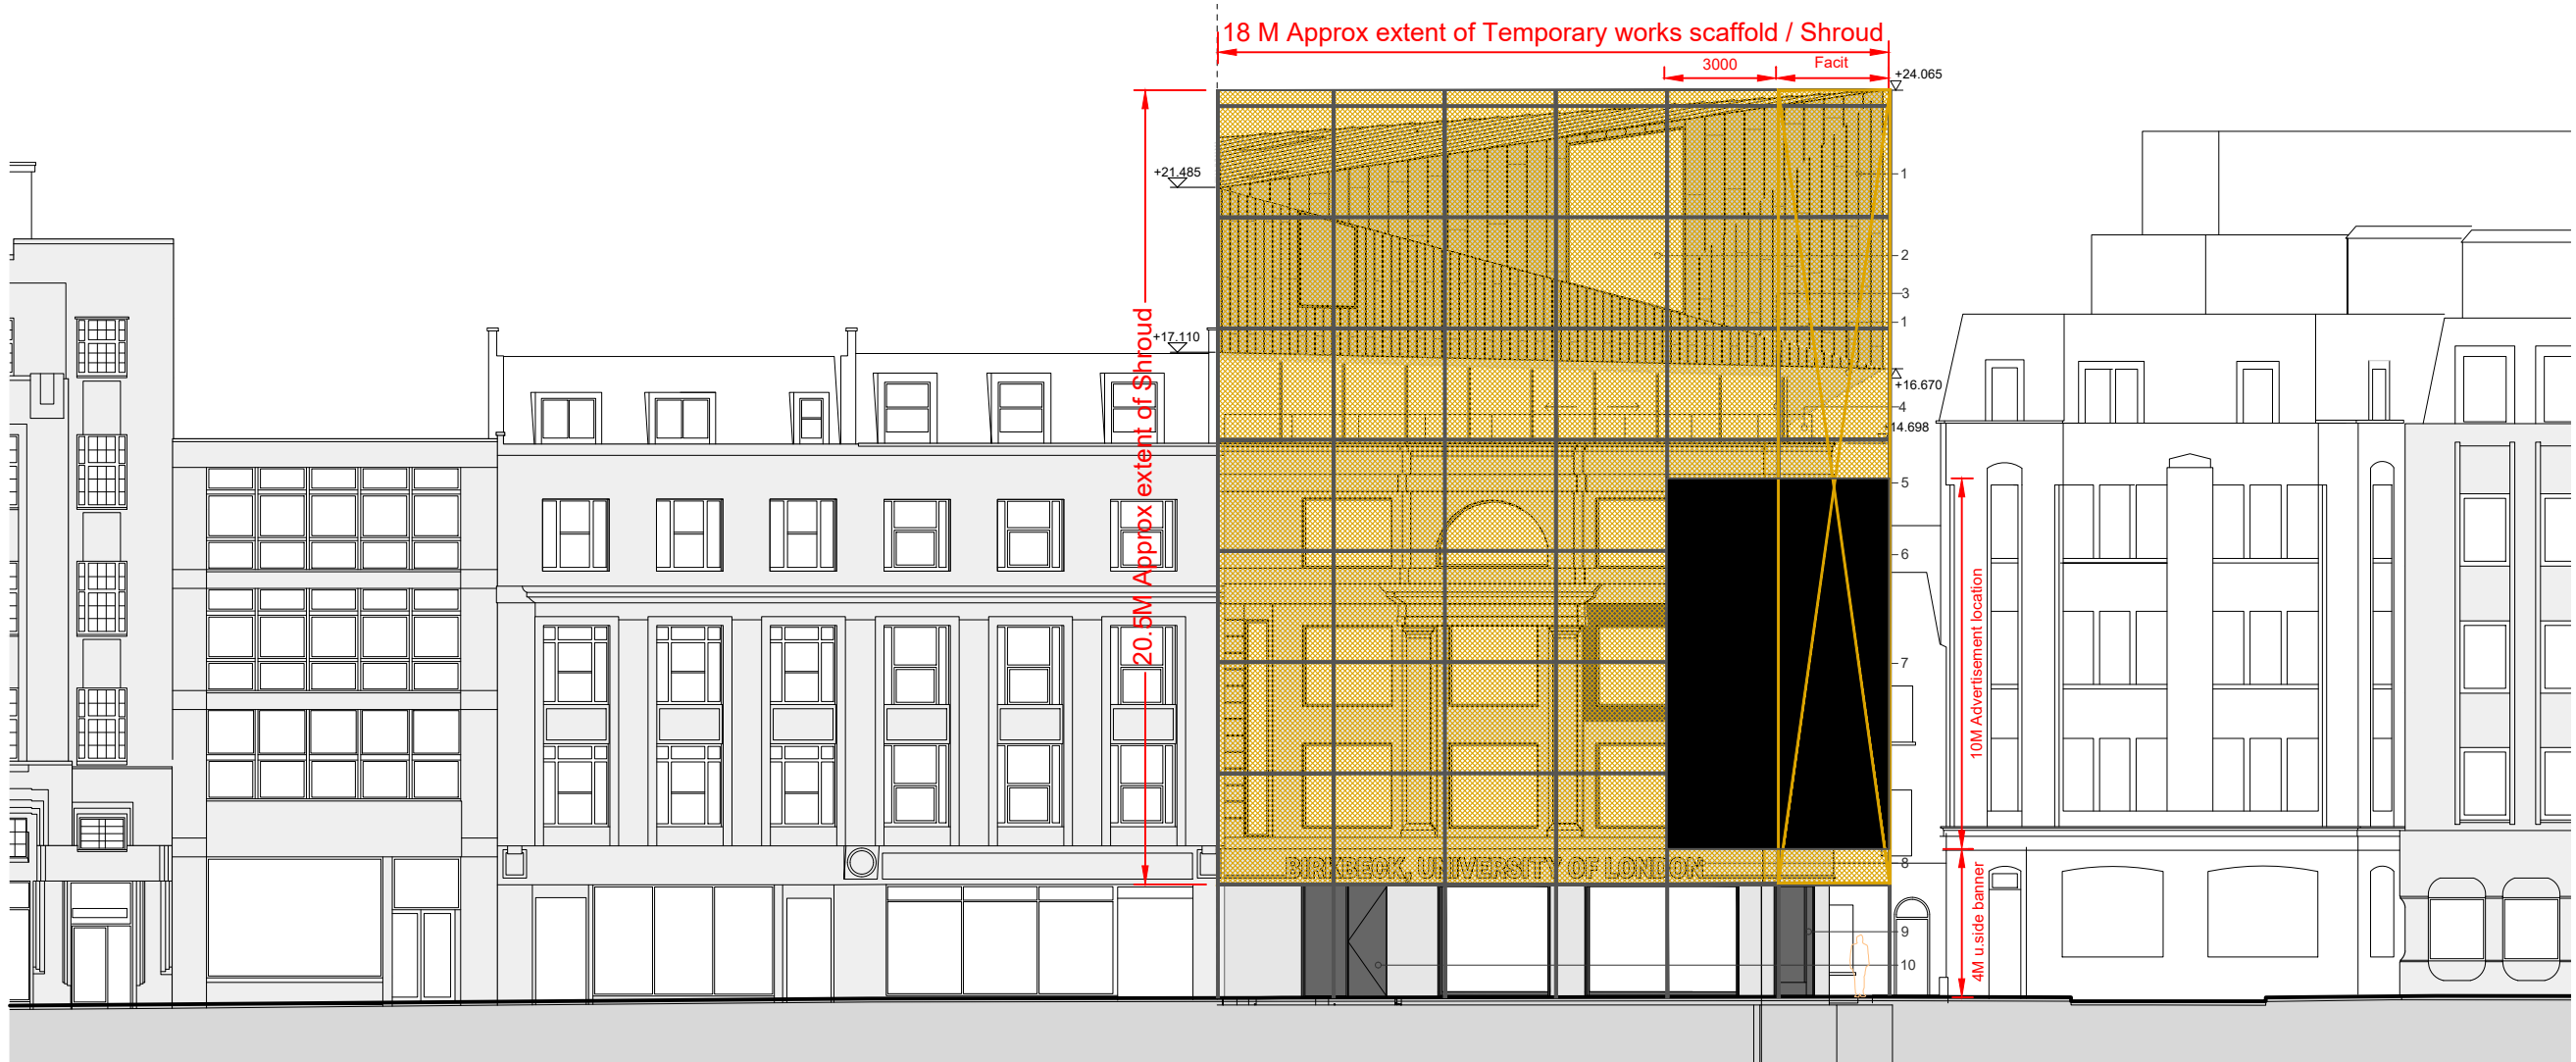 18 M Approx extent of Temporary works scaffold / Shroud
3000
Facit
+24.065
+21.485
+17.110
20.5M Approx extent of Shroud
1
2
3
1
+16.670
4
14.698
5
6
7
8
9
10
10M Advertisement location
4M u.side banner
BIRKBECK, UNIVERSITY OF LONDON